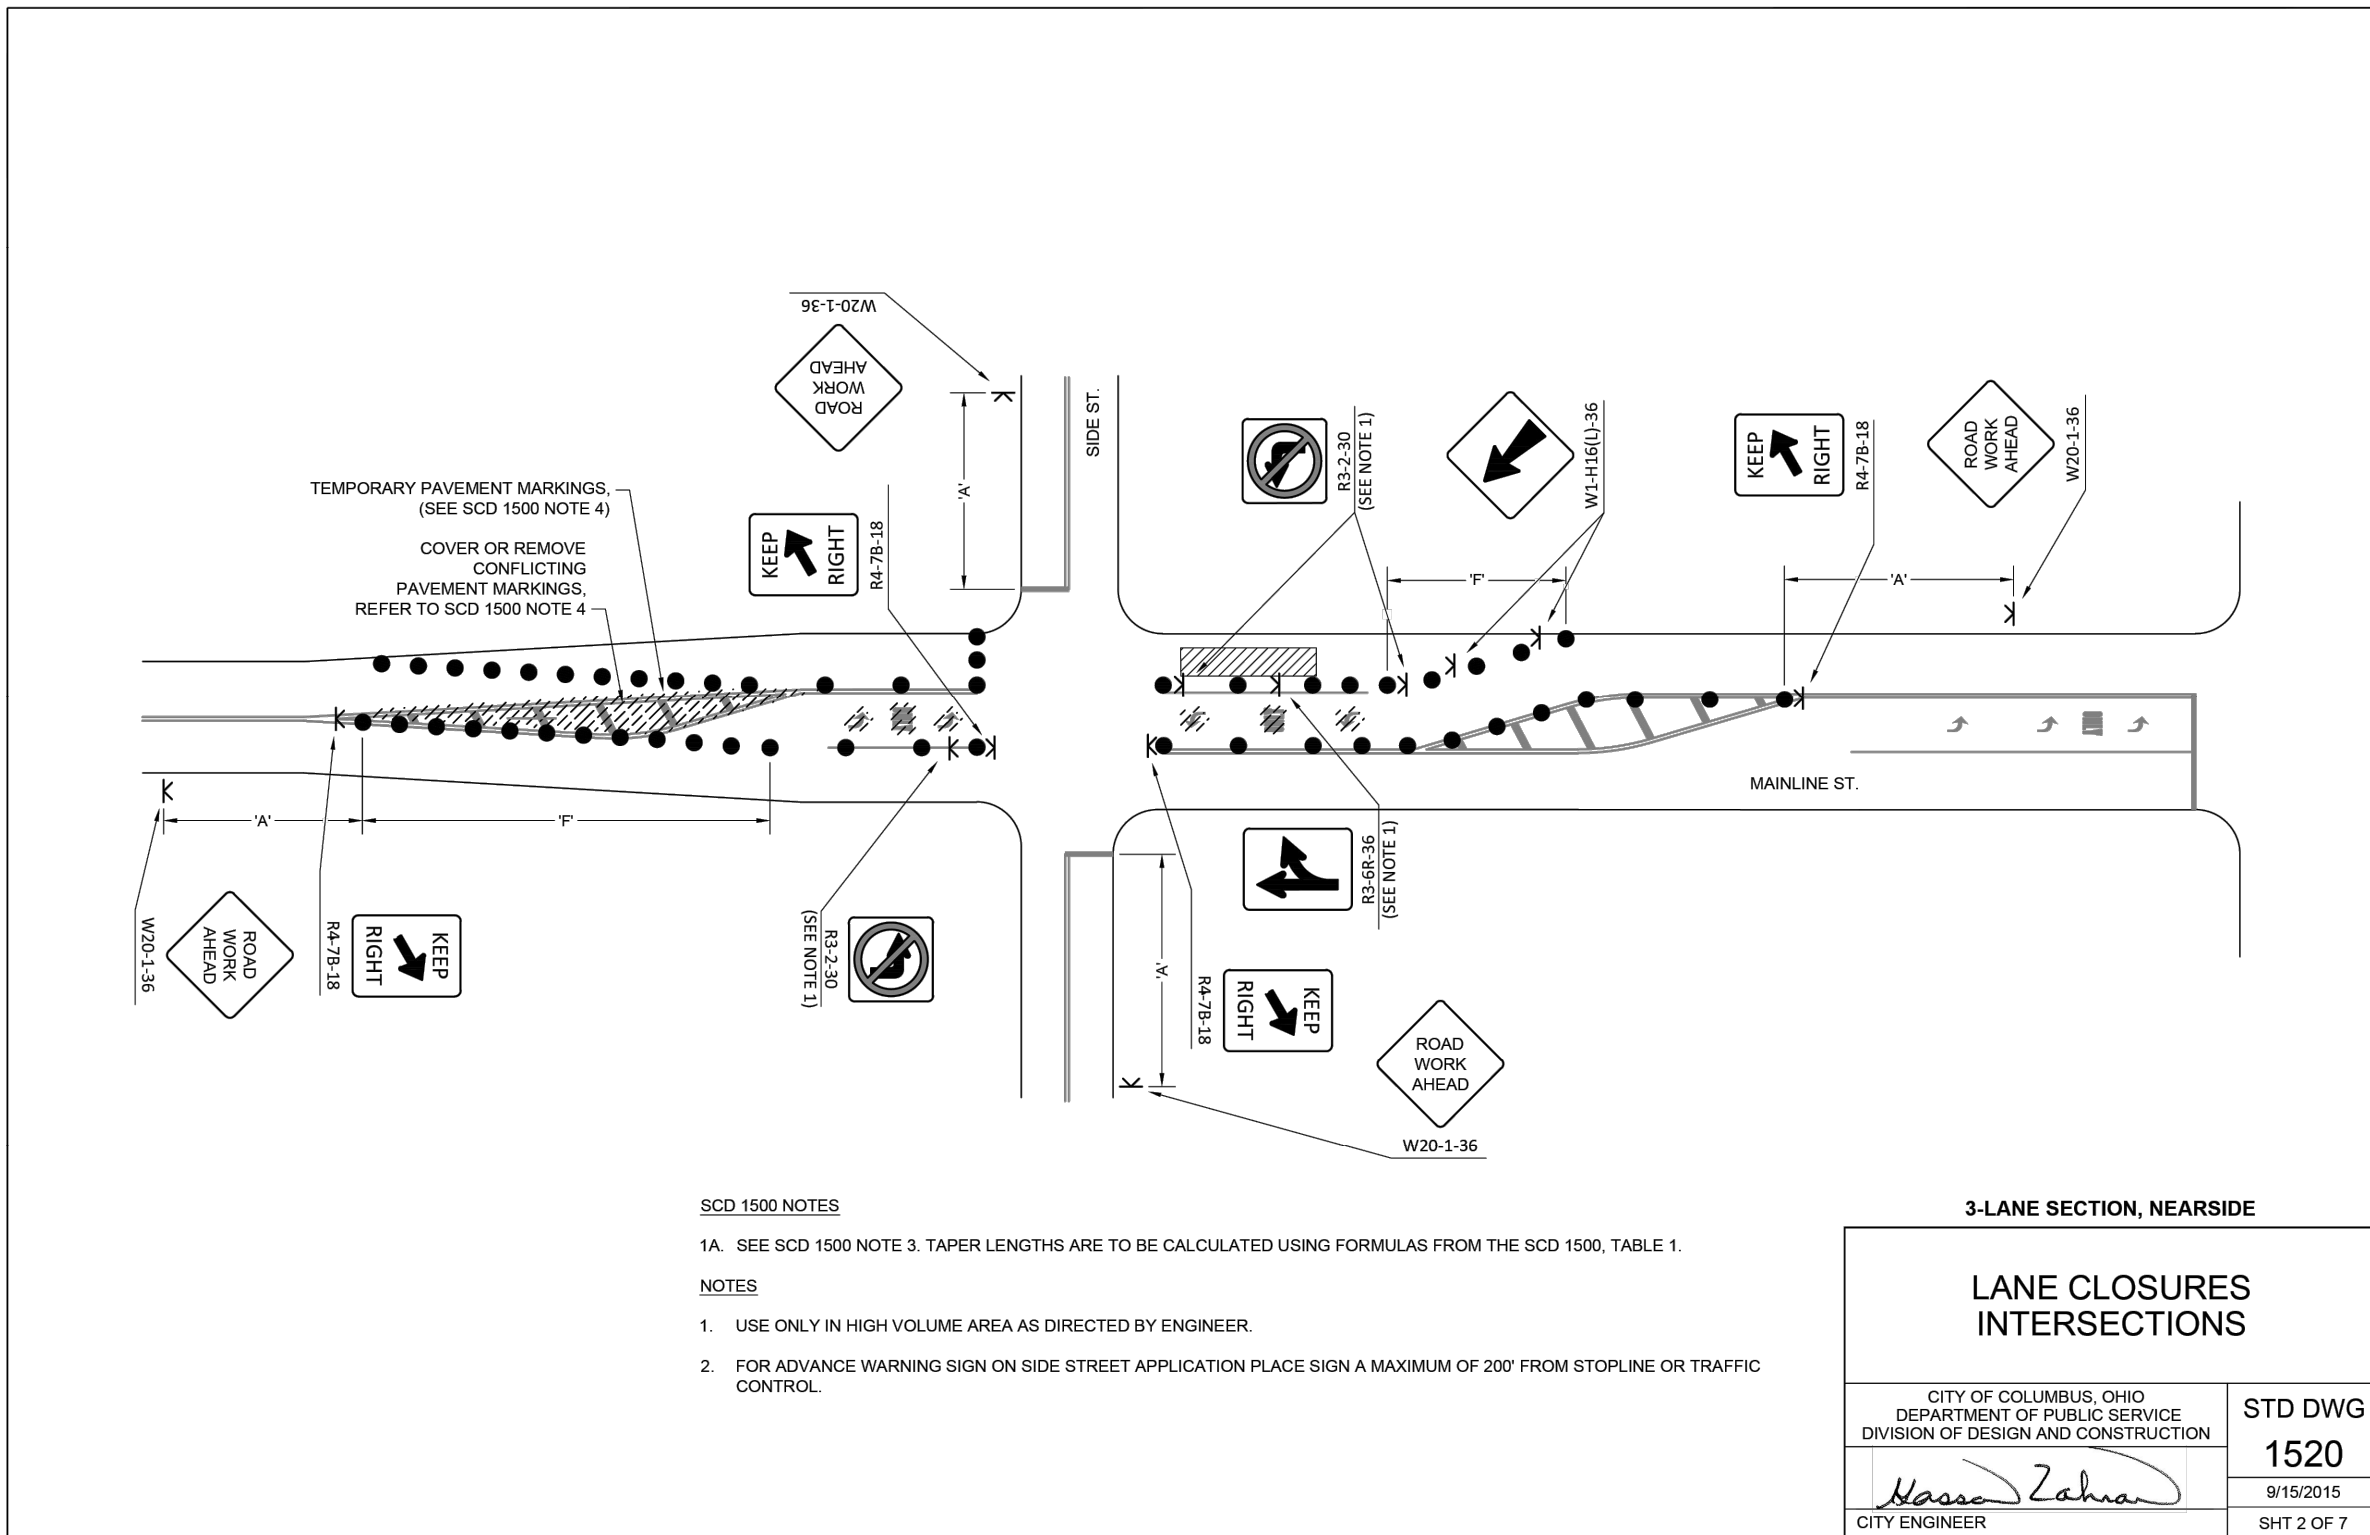 W20-1-36
ROAD
WORK
AHEAD
'A'
SIDE ST.
TEMPORARY PAVEMENT MARKINGS,
(SEE SCD 1500 NOTE 4)
COVER OR REMOVE
CONFLICTING
PAVEMENT MARKINGS,
REFER TO SCD 1500 NOTE 4
KEEP
RIGHT
R4-7B-18
R3-2-30
(SEE NOTE 1)
W1-H16(L)-36
'F'
KEEP
RIGHT
R4-7B-18
ROAD
WORK
AHEAD
W20-1-36
'A'
MAINLINE ST.
'A'
'F'
W20-1-36
ROAD
WORK
AHEAD
R4-7B-18
KEEP
RIGHT
R3-2-30
(SEE NOTE 1)
R3-6R-36
(SEE NOTE 1)
'A'
R4-7B-18
KEEP
RIGHT
ROAD
WORK
AHEAD
W20-1-36
SCD 1500 NOTES
1A. SEE SCD 1500 NOTE 3. TAPER LENGTHS ARE TO BE CALCULATED USING FORMULAS FROM THE SCD 1500, TABLE 1.
NOTES
1. USE ONLY IN HIGH VOLUME AREA AS DIRECTED BY ENGINEER.
2. FOR ADVANCE WARNING SIGN ON SIDE STREET APPLICATION PLACE SIGN A MAXIMUM OF 200' FROM STOPLINE OR TRAFFIC
CONTROL.
3-LANE SECTION, NEARSIDE
LANE CLOSURES
INTERSECTIONS
CITY OF COLUMBUS, OHIO
DEPARTMENT OF PUBLIC SERVICE
DIVISION OF DESIGN AND CONSTRUCTION
STD DWG
1520
Hassan Zahran
9/15/2015
CITY ENGINEER
SHT 2 OF 7